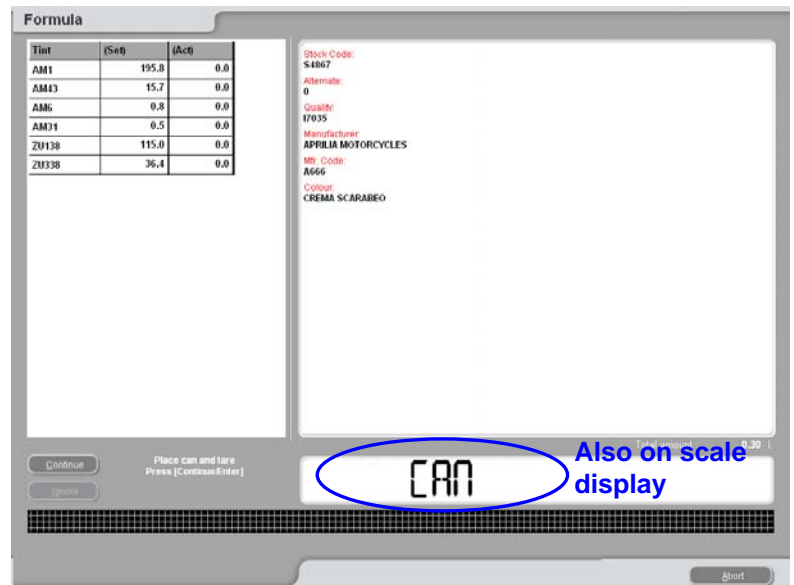 Formula
Tint (Set) (Act)
AM1 195.8 0.0
AM43 15.7 0.0
AM6 0.8 0.0
AM31 0.5 0.0
ZU138 115.0 0.0
ZU338 36.4 0.0
Stock Code:
S4867
Alternate:
0
Quality:
I7035
Manufacturer:
APRILIA MOTORCYCLES
Mfr. Code:
A666
Colour:
CREMA SCARABEO
Total amount 0.30 l
Continue
Place can and tare
Press [Continue/Enter]
Ignore
CAN
Also on scale
display
Abort